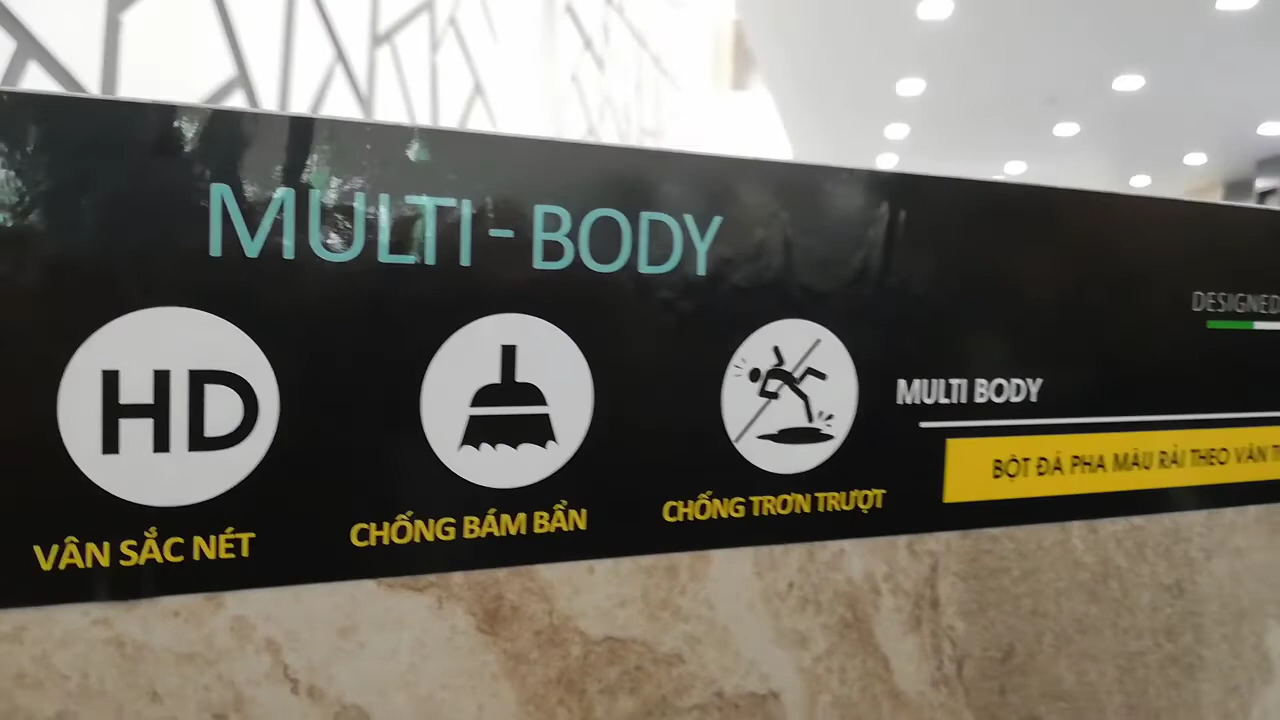 MULTI - BODY
HD
VÂN SẮC NÉT
CHỐNG BÁM BẨN
CHỐNG TRƠN TRƯỢT
DESIGNED
MULTI BODY
BỘT ĐÁ PHA MÀU RẢI THEO VÂN